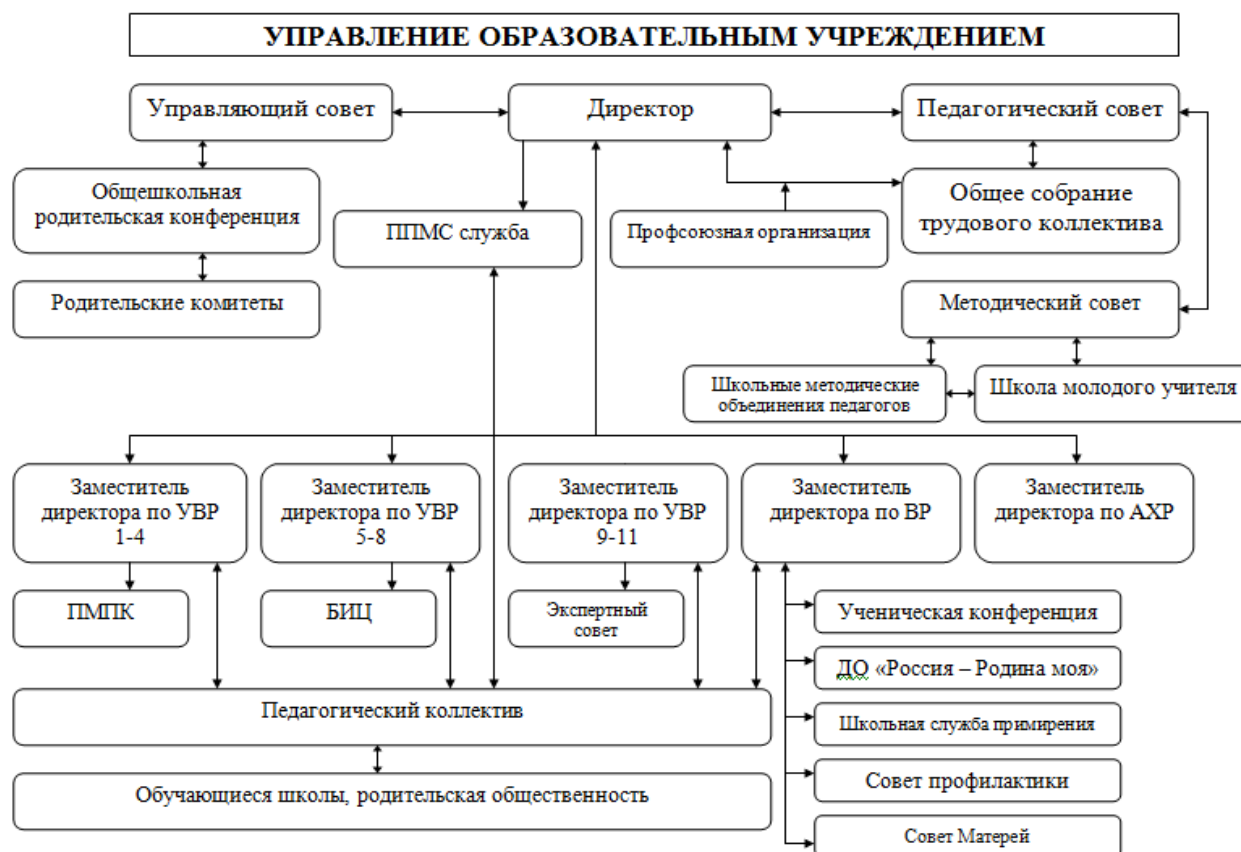 УПРАВЛЕНИЕ ОБРАЗОВАТЕЛЬНЫМ УЧРЕЖДЕНИЕМ
Управляющий совет
Директор
Педагогический совет
Общешкольная
родительская конференция
ППМС служба
Профсоюзная организация
Общее собрание
трудового коллектива
Родительские комитеты
Методический совет
Школьные методические
объединения педагогов
Школа молодого учителя
Заместитель
директора по УВР
1-4
Заместитель
директора по УВР
5-8
Заместитель
директора по УВР
9-11
Заместитель
директора по ВР
Заместитель
директора по АХР
ПМПК
БИЦ
Экспертный
совет
Ученическая конференция
ДО «Россия – Родина моя»
Школьная служба примирения
Совет профилактики
Совет Матерей
Педагогический коллектив
Обучающиеся школы, родительская общественность